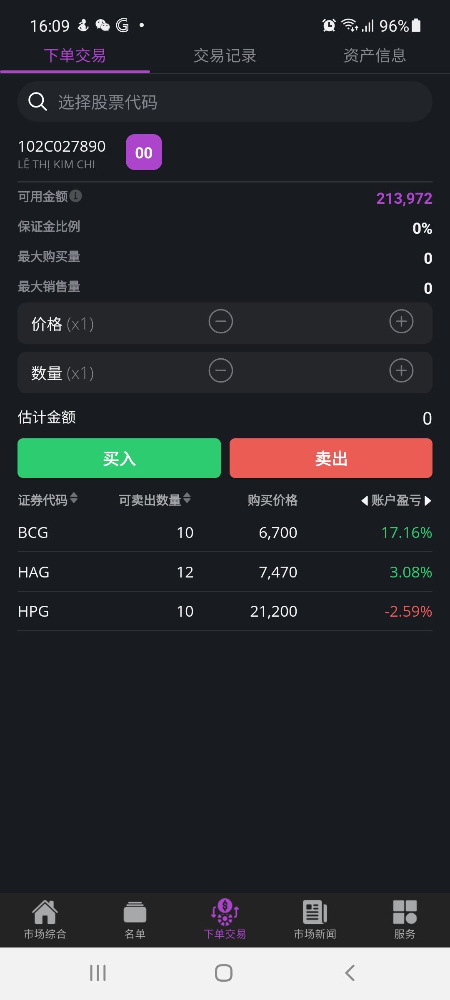 16:09 96%
下单交易 交易记录 资产信息
选择股票代码
102C027890 00
LÊ THỊ KIM CHI
可用金额 213,972
保证金比例 0%
最大购买量 0
最大销售量 0
价格 (x1)
数量 (x1)
估计金额 0
买入 卖出
证券代码 可卖出数量 购买价格 账户盈亏
BCG 10 6,700 17.16%
HAG 12 7,470 3.08%
HPG 10 21,200 -2.59%
市场综合 名单 下单交易 市场新闻 服务